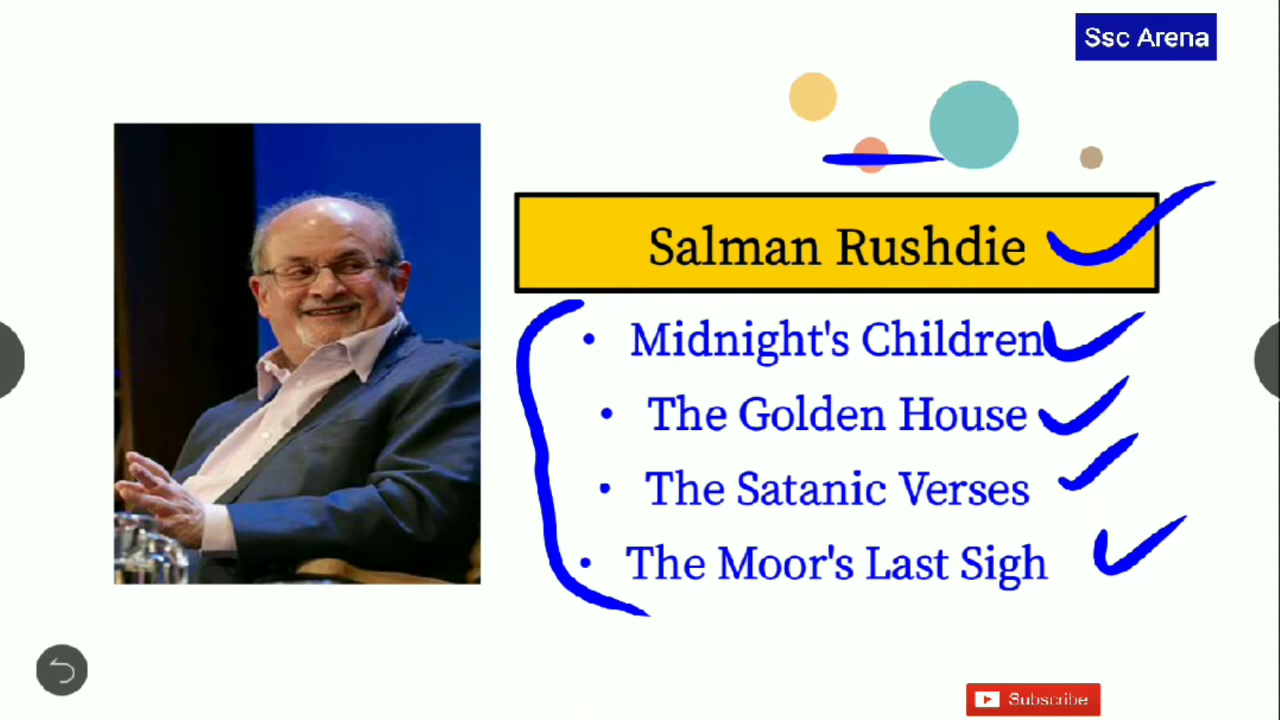 Ssc Arena
Salman Rushdie
• Midnight's Children
• The Golden House
• The Satanic Verses
• The Moor's Last Sigh
Subscribe